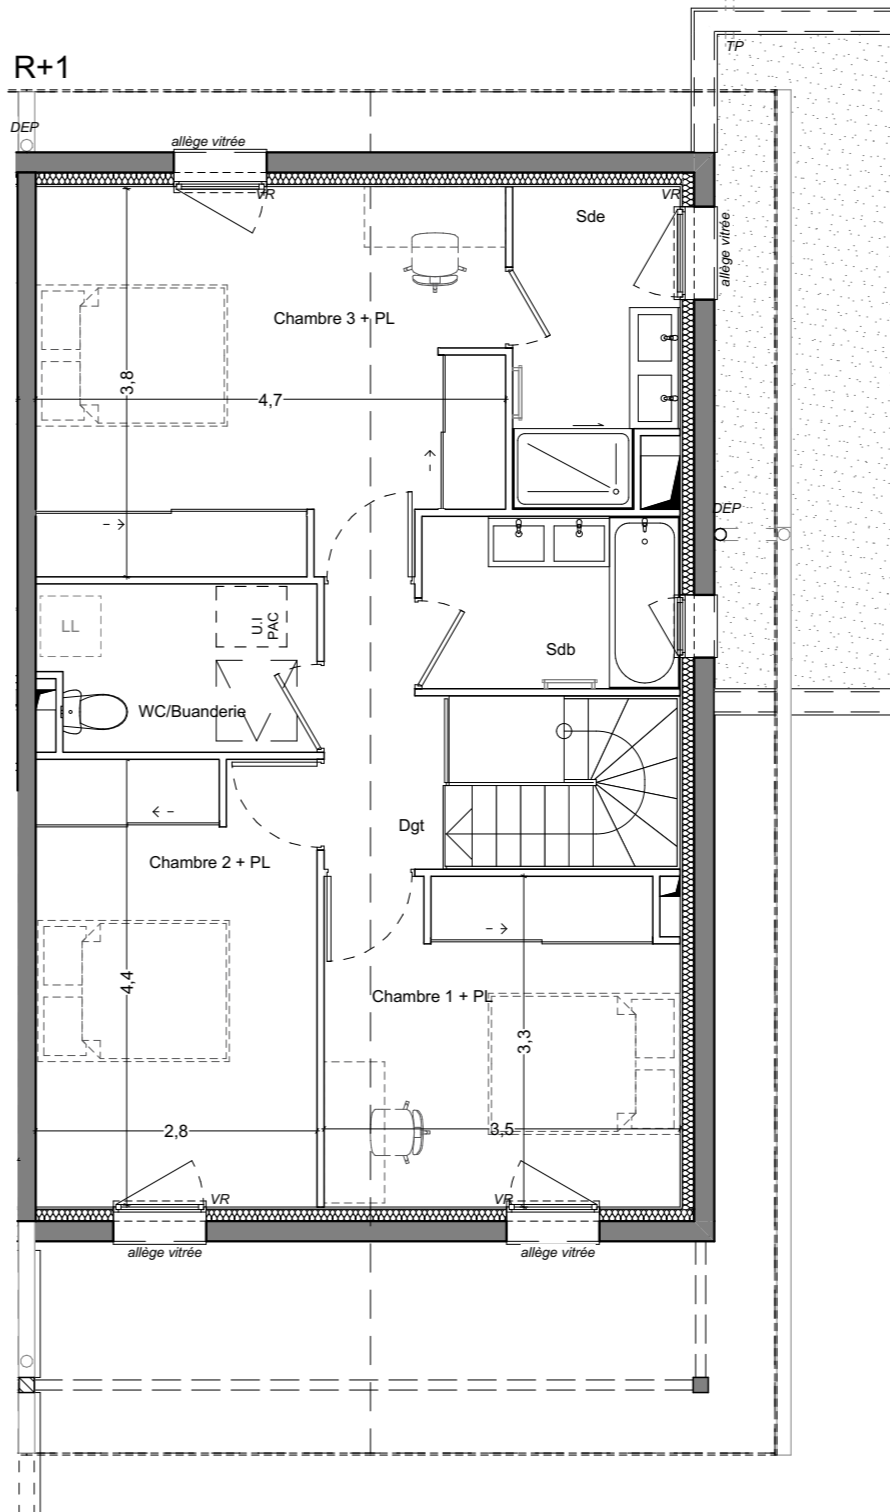 R+1
TP
DEP
allège vitrée
VR
VR
Sde
allège vitrée
Chambre 3 + PL
3,8
4,7
DEP
LL
U.I
PAC
Sdb
WC/Buanderie
Dgt
Chambre 2 + PL
4,4
Chambre 1 + PL
3,3
2,8
3,5
VR
VR
allège vitrée
allège vitrée